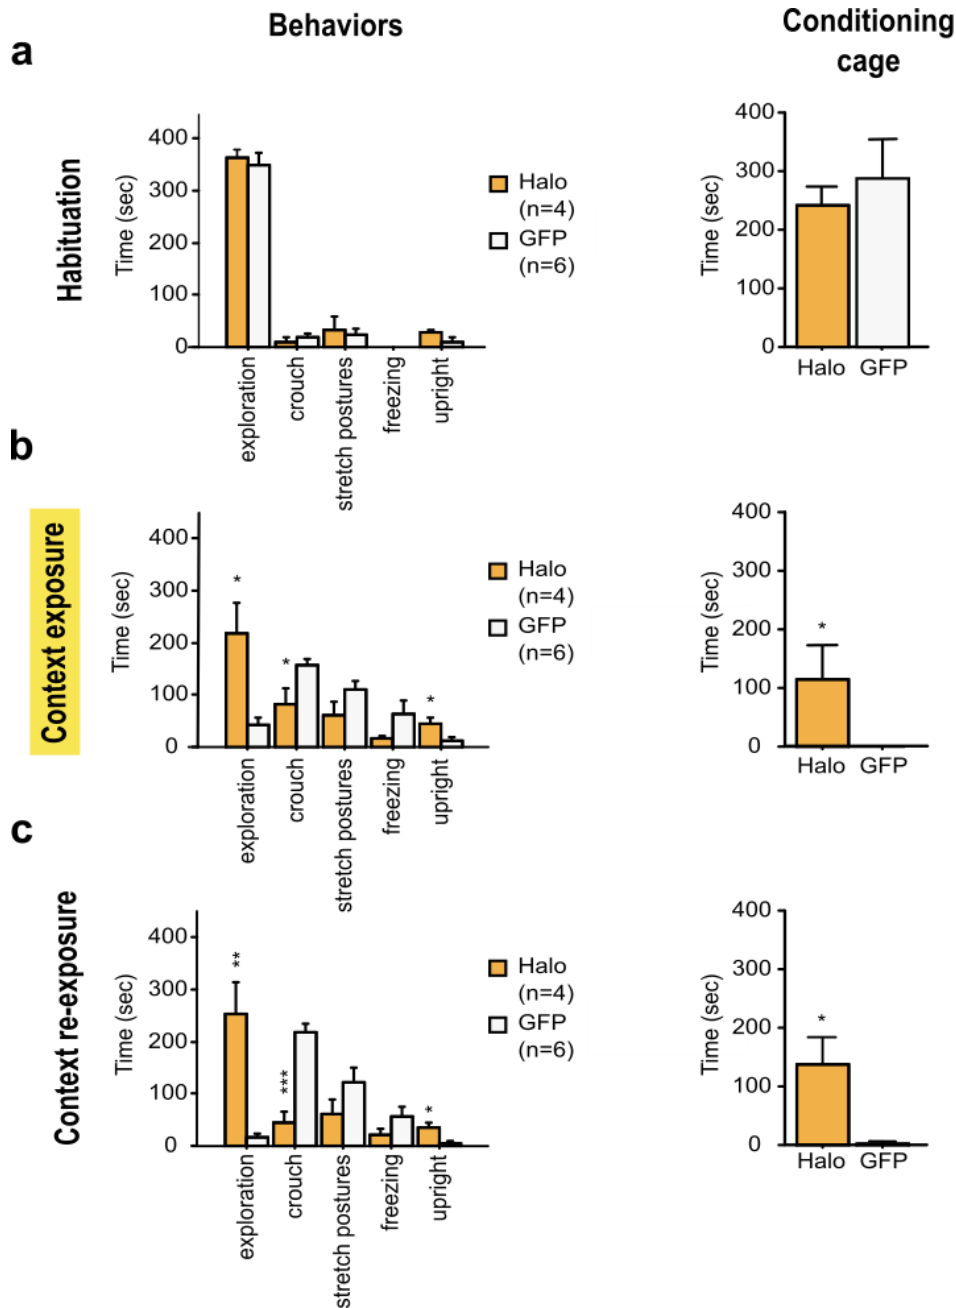 Behaviors
Conditioning
cage
a
Habituation
Time (sec)
400
300
200
100
0
exploration
crouch
stretch postures
freezing
upright
Halo
(n=4)
GFP
(n=6)
Time (sec)
400
300
200
100
0
Halo GFP
b
Context exposure
Time (sec)
400
300
200
100
0
*
*
*
exploration
crouch
stretch postures
freezing
upright
Halo
(n=4)
GFP
(n=6)
Time (sec)
400
300
200
100
0
*
Halo GFP
c
Context re-exposure
Time (sec)
400
300
200
100
0
**
***
*
exploration
crouch
stretch postures
freezing
upright
Halo
(n=4)
GFP
(n=6)
Time (sec)
400
300
200
100
0
*
Halo GFP